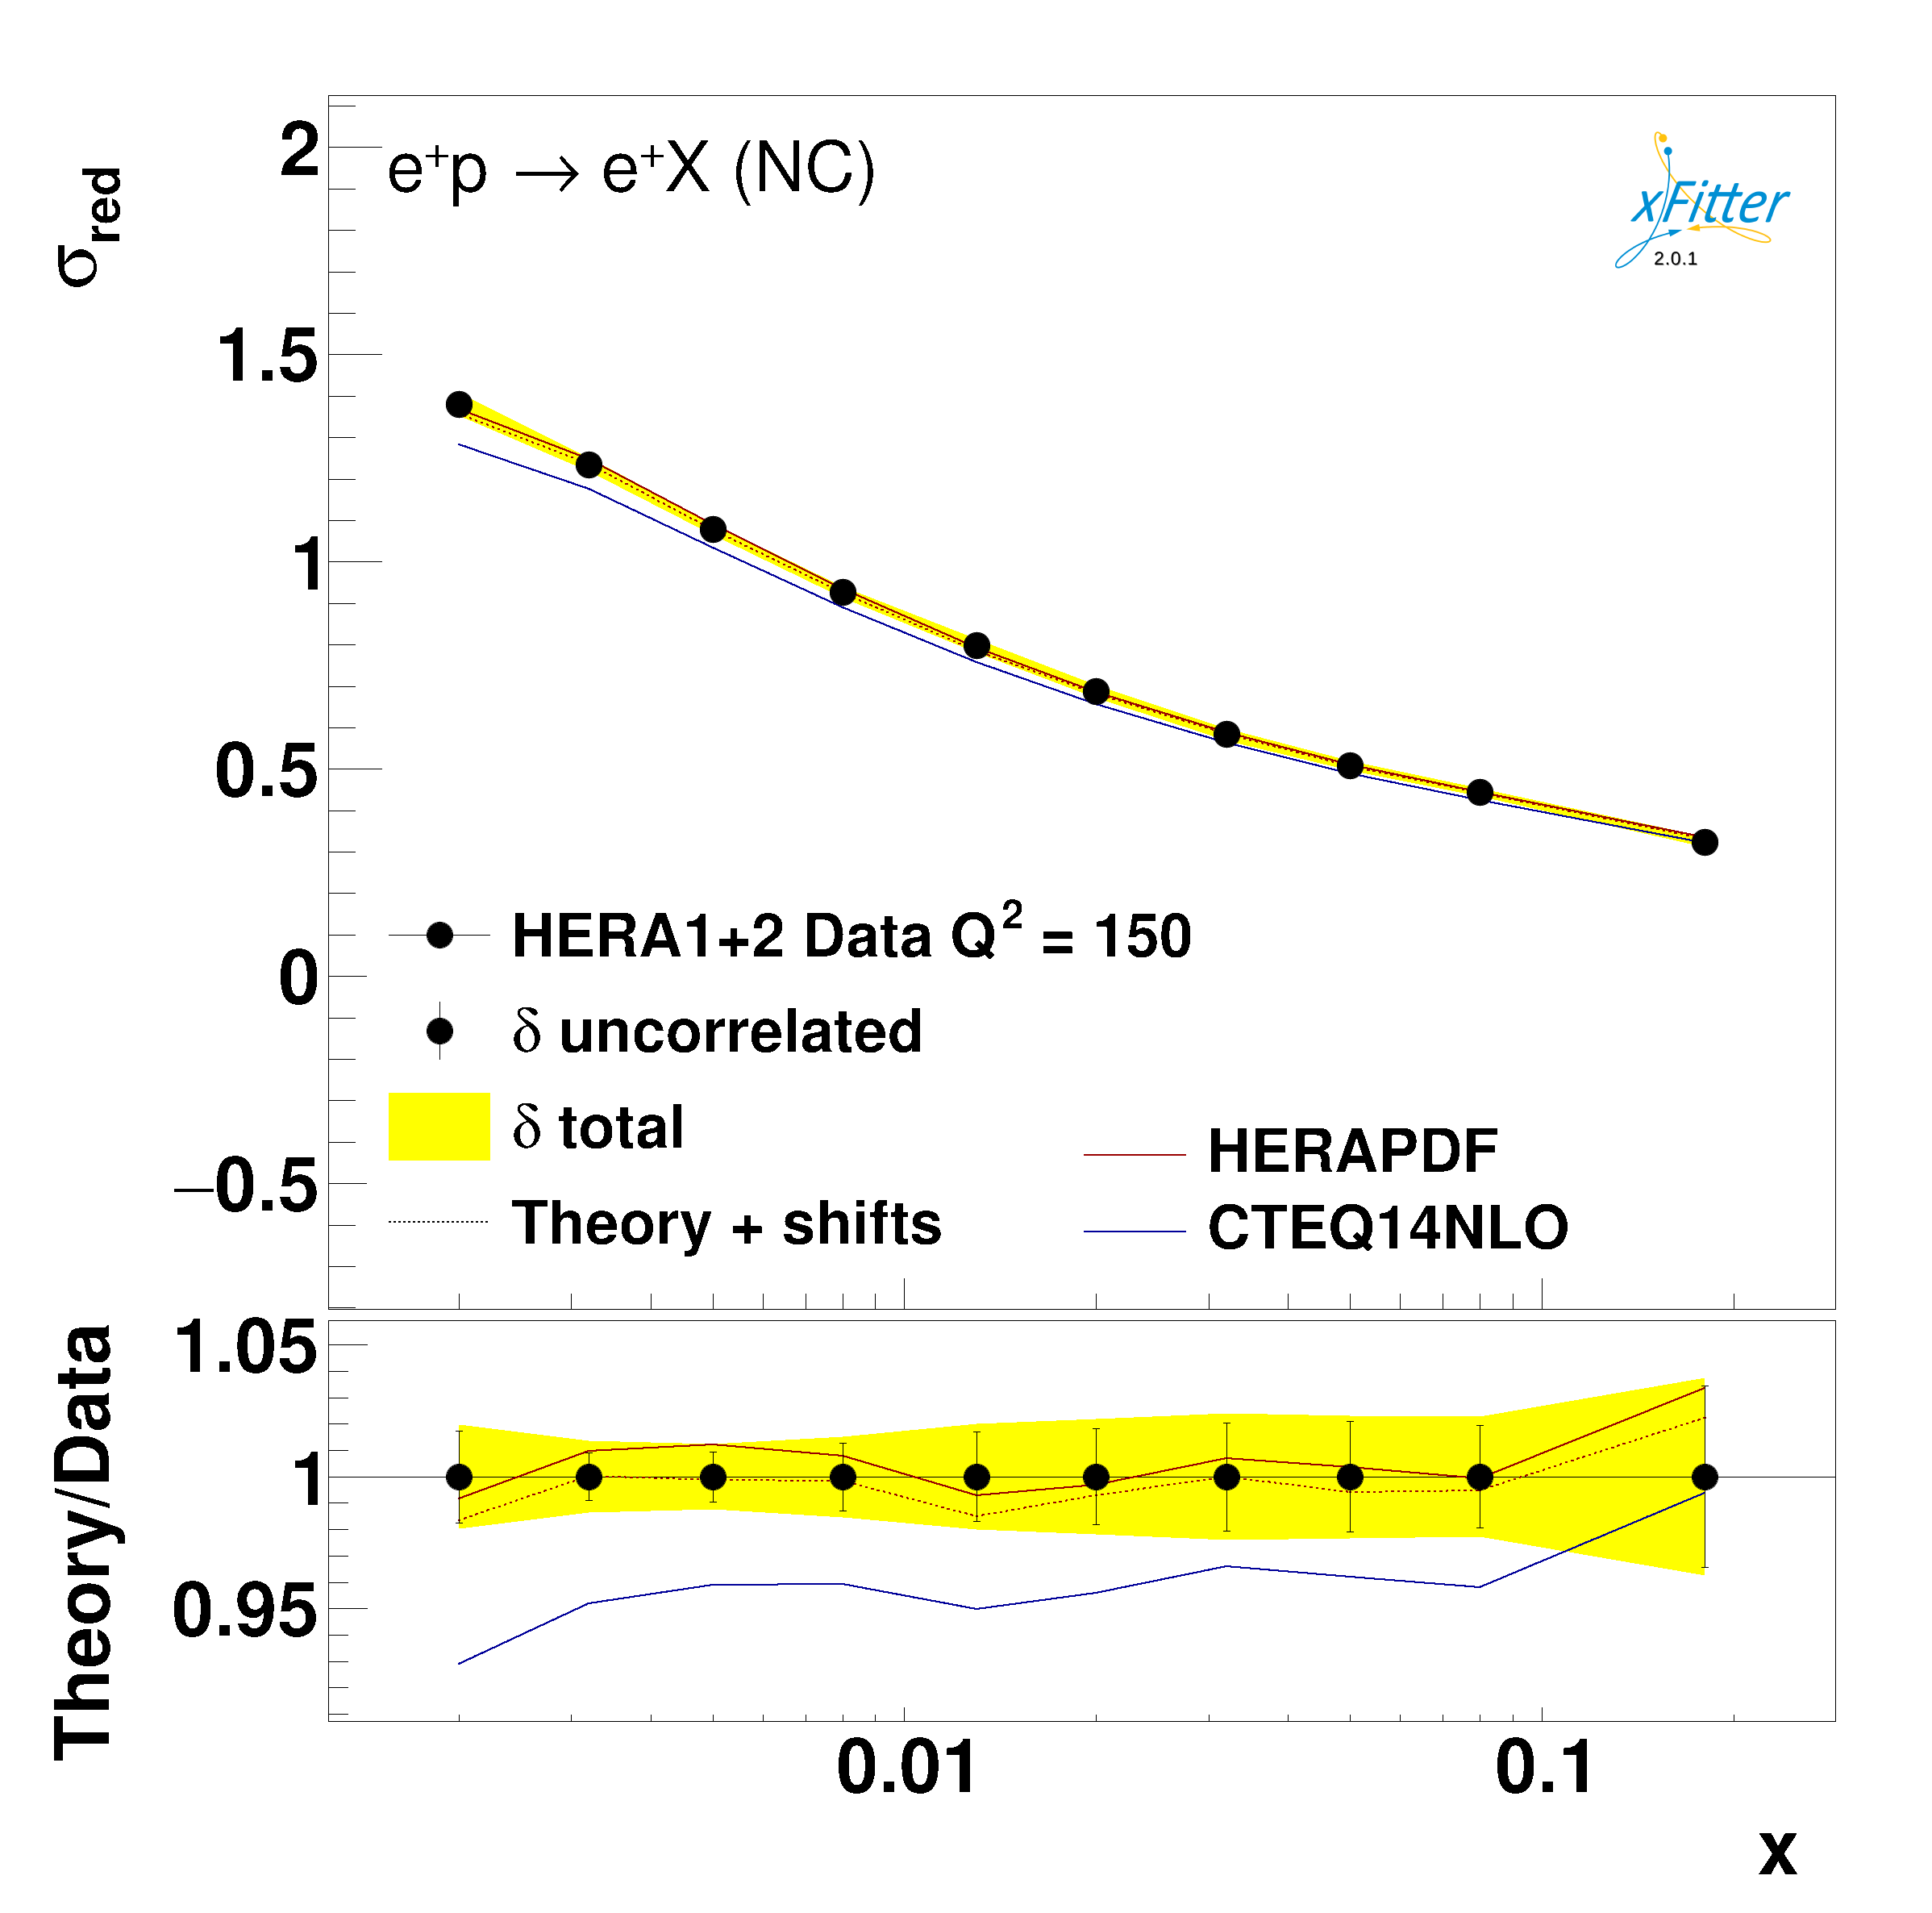 2
e⁺p → e⁺X (NC)
xFitter
2.0.1
σred
1.5
1
0.5
HERA1+2 Data Q² = 150
0
δ uncorrelated
δ total
HERAPDF
−0.5
Theory + shifts
CTEQ14NLO
Theory/Data
1.05
1
0.95
0.01
0.1
x